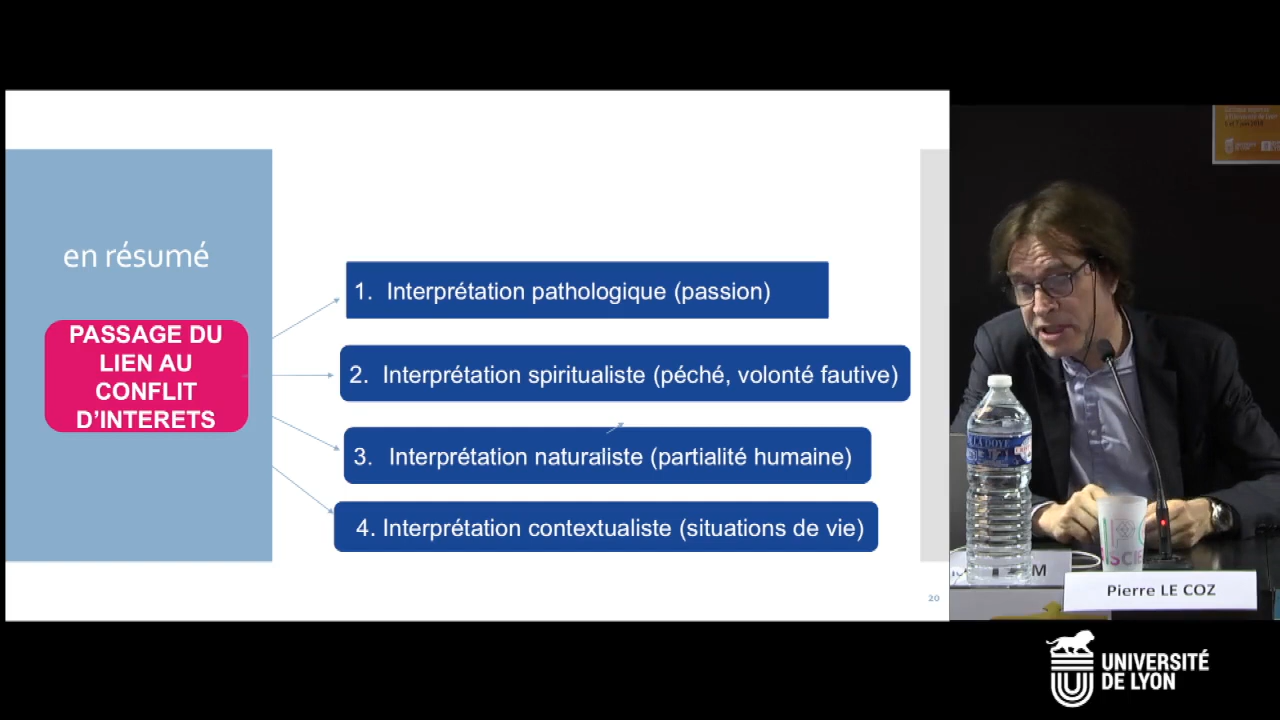 en résumé
PASSAGE DU
LIEN AU
CONFLIT
D'INTERETS
1. Interprétation pathologique (passion)
2. Interprétation spiritualiste (péché, volonté fautive)
3. Interprétation naturaliste (partialité humaine)
4. Interprétation contextualiste (situations de vie)
20
Pierre LE COZ
UNIVERSITÉ
DE LYON